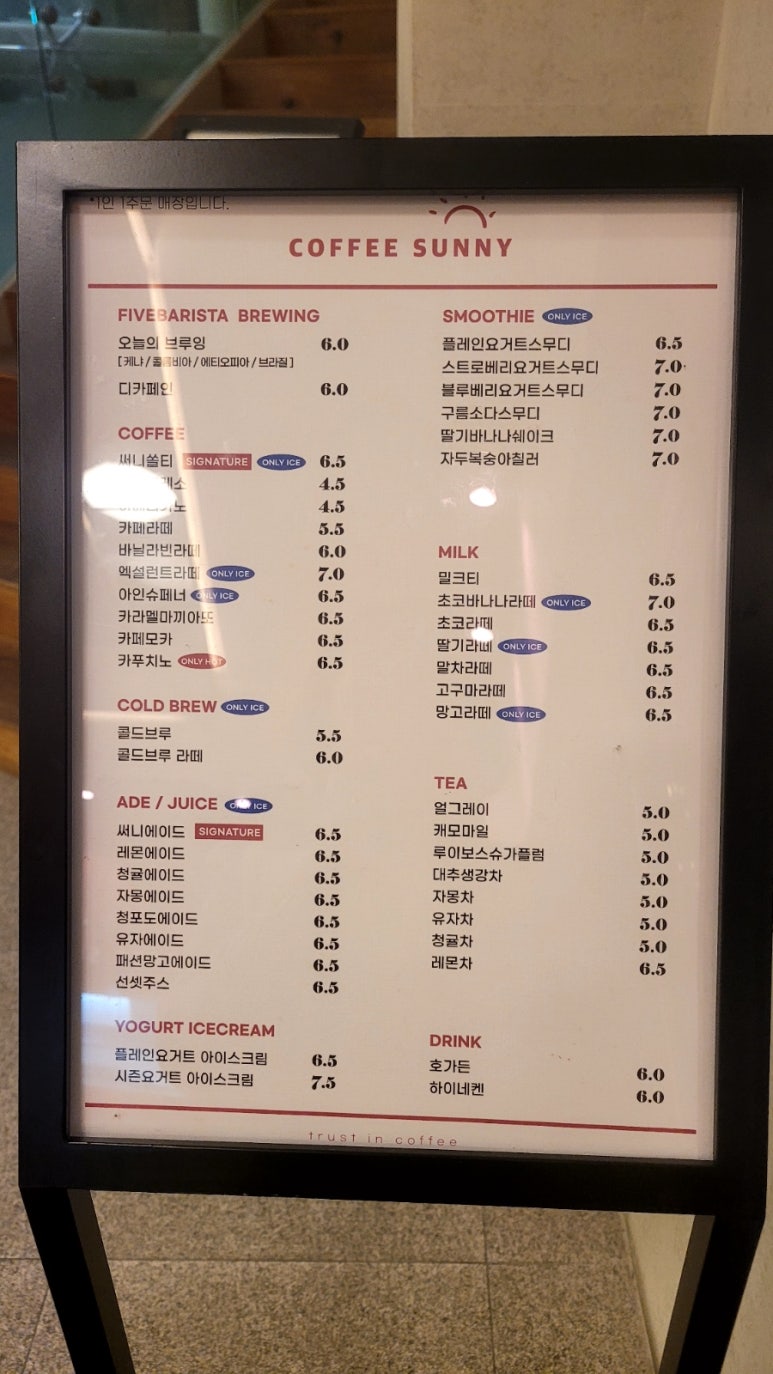 *1인 1주문 매장입니다.
COFFEE SUNNY
FIVEBARISTA BREWING
오늘의 브루잉 6.0
[케냐 / 콜롬비아 / 에티오피아 / 브라질]
디카페인 6.0
COFFEE
써니쏠티 SIGNATURE ONLY ICE 6.5
4.5
4.5
카페라떼 5.5
바닐라빈라떼 6.0
엑설런트라떼 ONLY ICE 7.0
아인슈페너 ONLY ICE 6.5
카라멜마끼아또 6.5
카페모카 6.5
카푸치노 ONLY HOT 6.5
COLD BREW ONLY ICE
콜드브루 5.5
콜드브루 라떼 6.0
ADE / JUICE ONLY ICE
써니에이드 SIGNATURE 6.5
레몬에이드 6.5
청귤에이드 6.5
자몽에이드 6.5
청포도에이드 6.5
유자에이드 6.5
패션망고에이드 6.5
선셋주스 6.5
YOGURT ICECREAM
플레인요거트 아이스크림 6.5
시즌요거트 아이스크림 7.5
SMOOTHIE ONLY ICE
플레인요거트스무디 6.5
스트로베리요거트스무디 7.0
블루베리요거트스무디 7.0
구름소다스무디 7.0
딸기바나나쉐이크 7.0
자두복숭아칠러 7.0
MILK
밀크티 6.5
초코바나나라떼 ONLY ICE 7.0
초코라떼 6.5
딸기라떼 ONLY ICE 6.5
말차라떼 6.5
고구마라떼 6.5
망고라떼 ONLY ICE 6.5
TEA
얼그레이 5.0
캐모마일 5.0
루이보스슈가플럼 5.0
대추생강차 5.0
자몽차 5.0
유자차 5.0
청귤차 5.0
레몬차 6.5
DRINK
호가든 6.0
하이네켄 6.0
trust in coffee